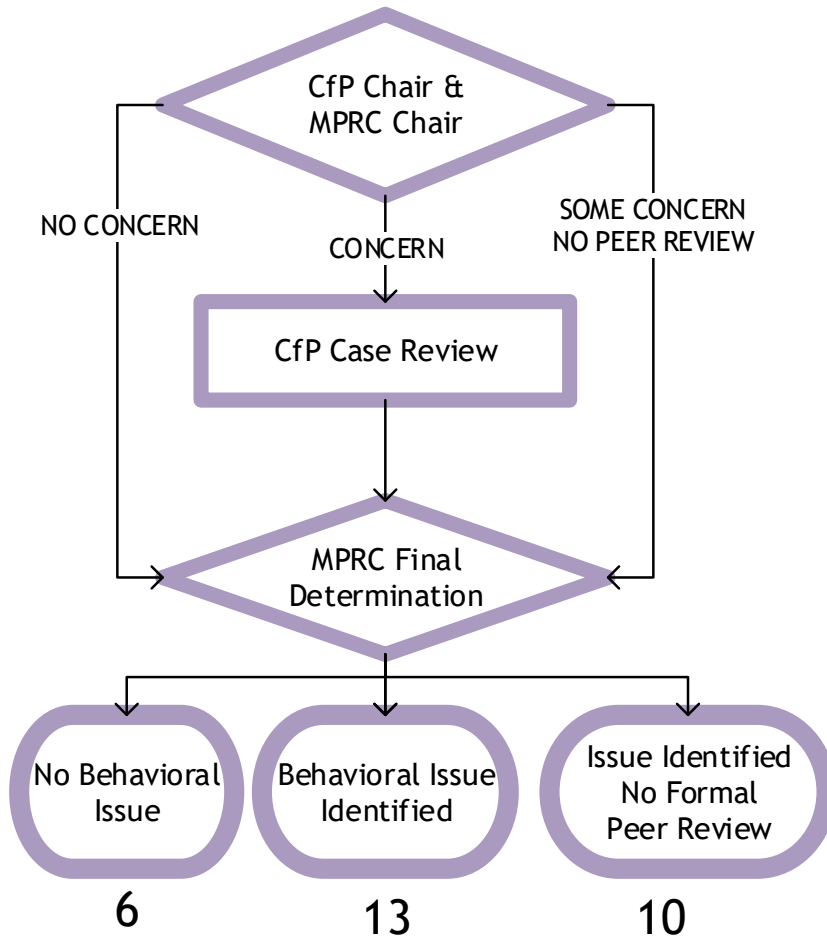 CfP Chair &
MPRC Chair
NO CONCERN
CONCERN
SOME CONCERN
NO PEER REVIEW
CfP Case Review
MPRC Final
Determination
No Behavioral
Issue
Behavioral Issue
Identified
Issue Identified
No Formal
Peer Review
6
13
10